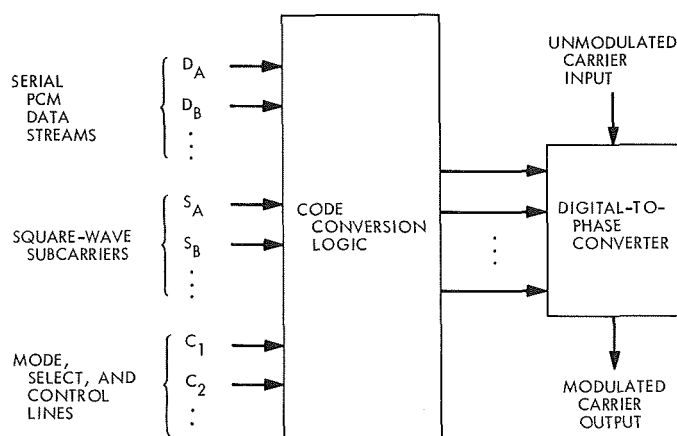 SERIAL
PCM
DATA
STREAMS
D_A
D_B
SQUARE-WAVE
SUBCARRIERS
S_A
S_B
MODE,
SELECT, AND
CONTROL
LINES
C_1
C_2
CODE
CONVERSION
LOGIC
UNMODULATED
CARRIER
INPUT
DIGITAL-TO-
PHASE
CONVERTER
MODULATED
CARRIER
OUTPUT